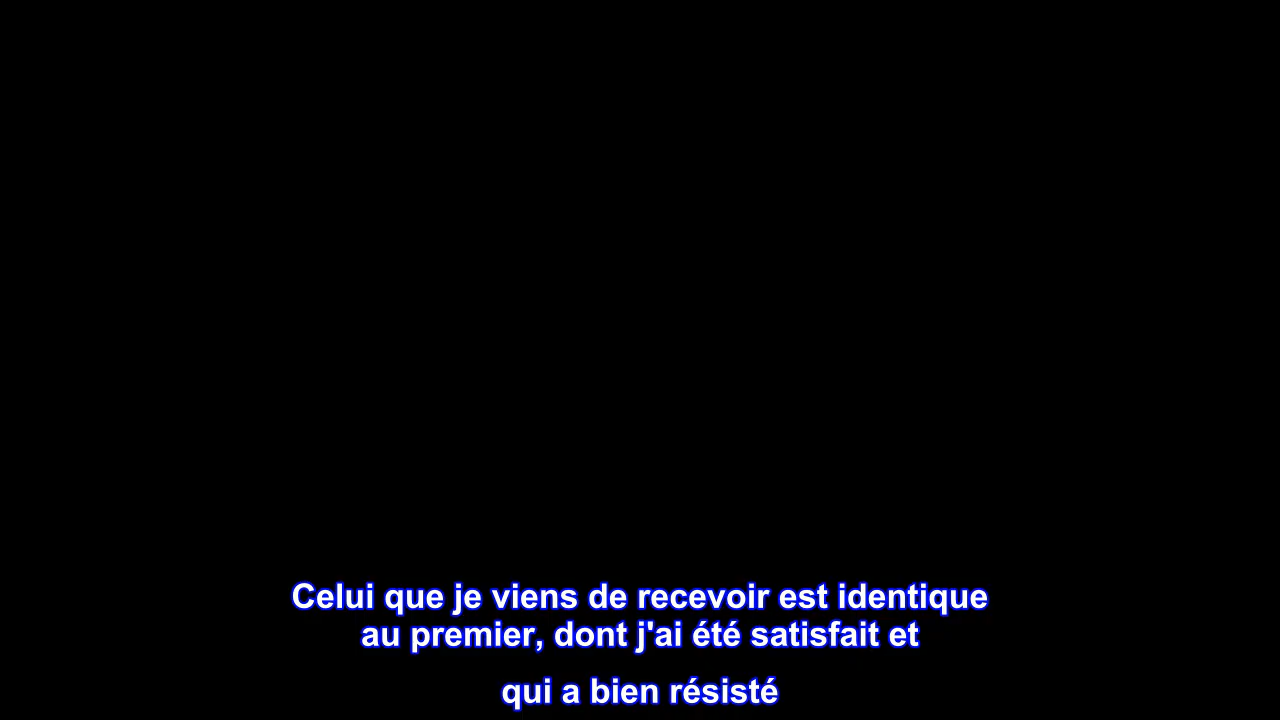 Celui que je viens de recevoir est identique
au premier, dont j'ai été satisfait et
qui a bien résisté